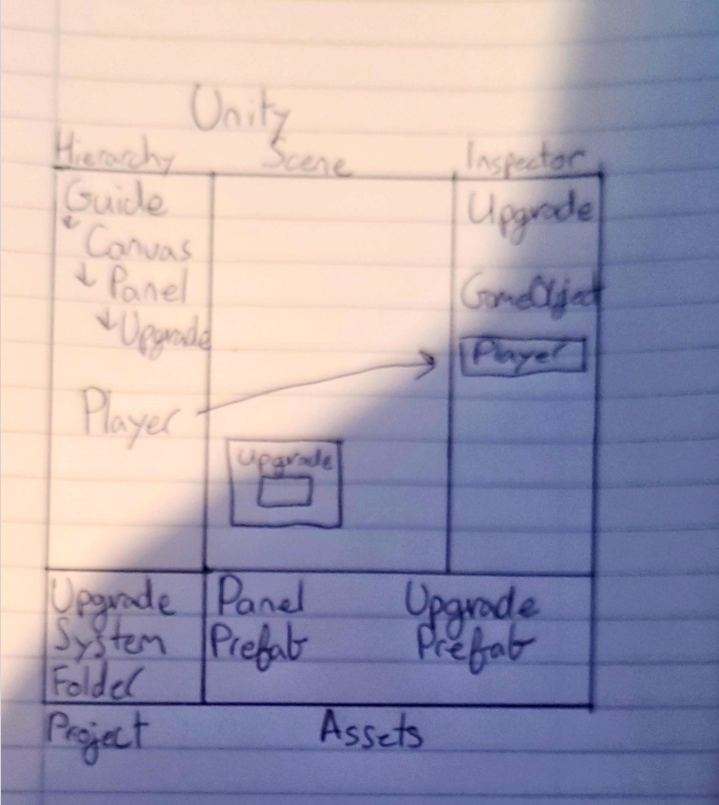 Unity
Hierarchy Scene Inspector
Guide
Canvas
Panel
Upgrade
Player
Upgrade
Upgrade
GameObject
Player
Upgrade
System
Folder
Panel
Prefab
Upgrade
Prefab
Project Assets